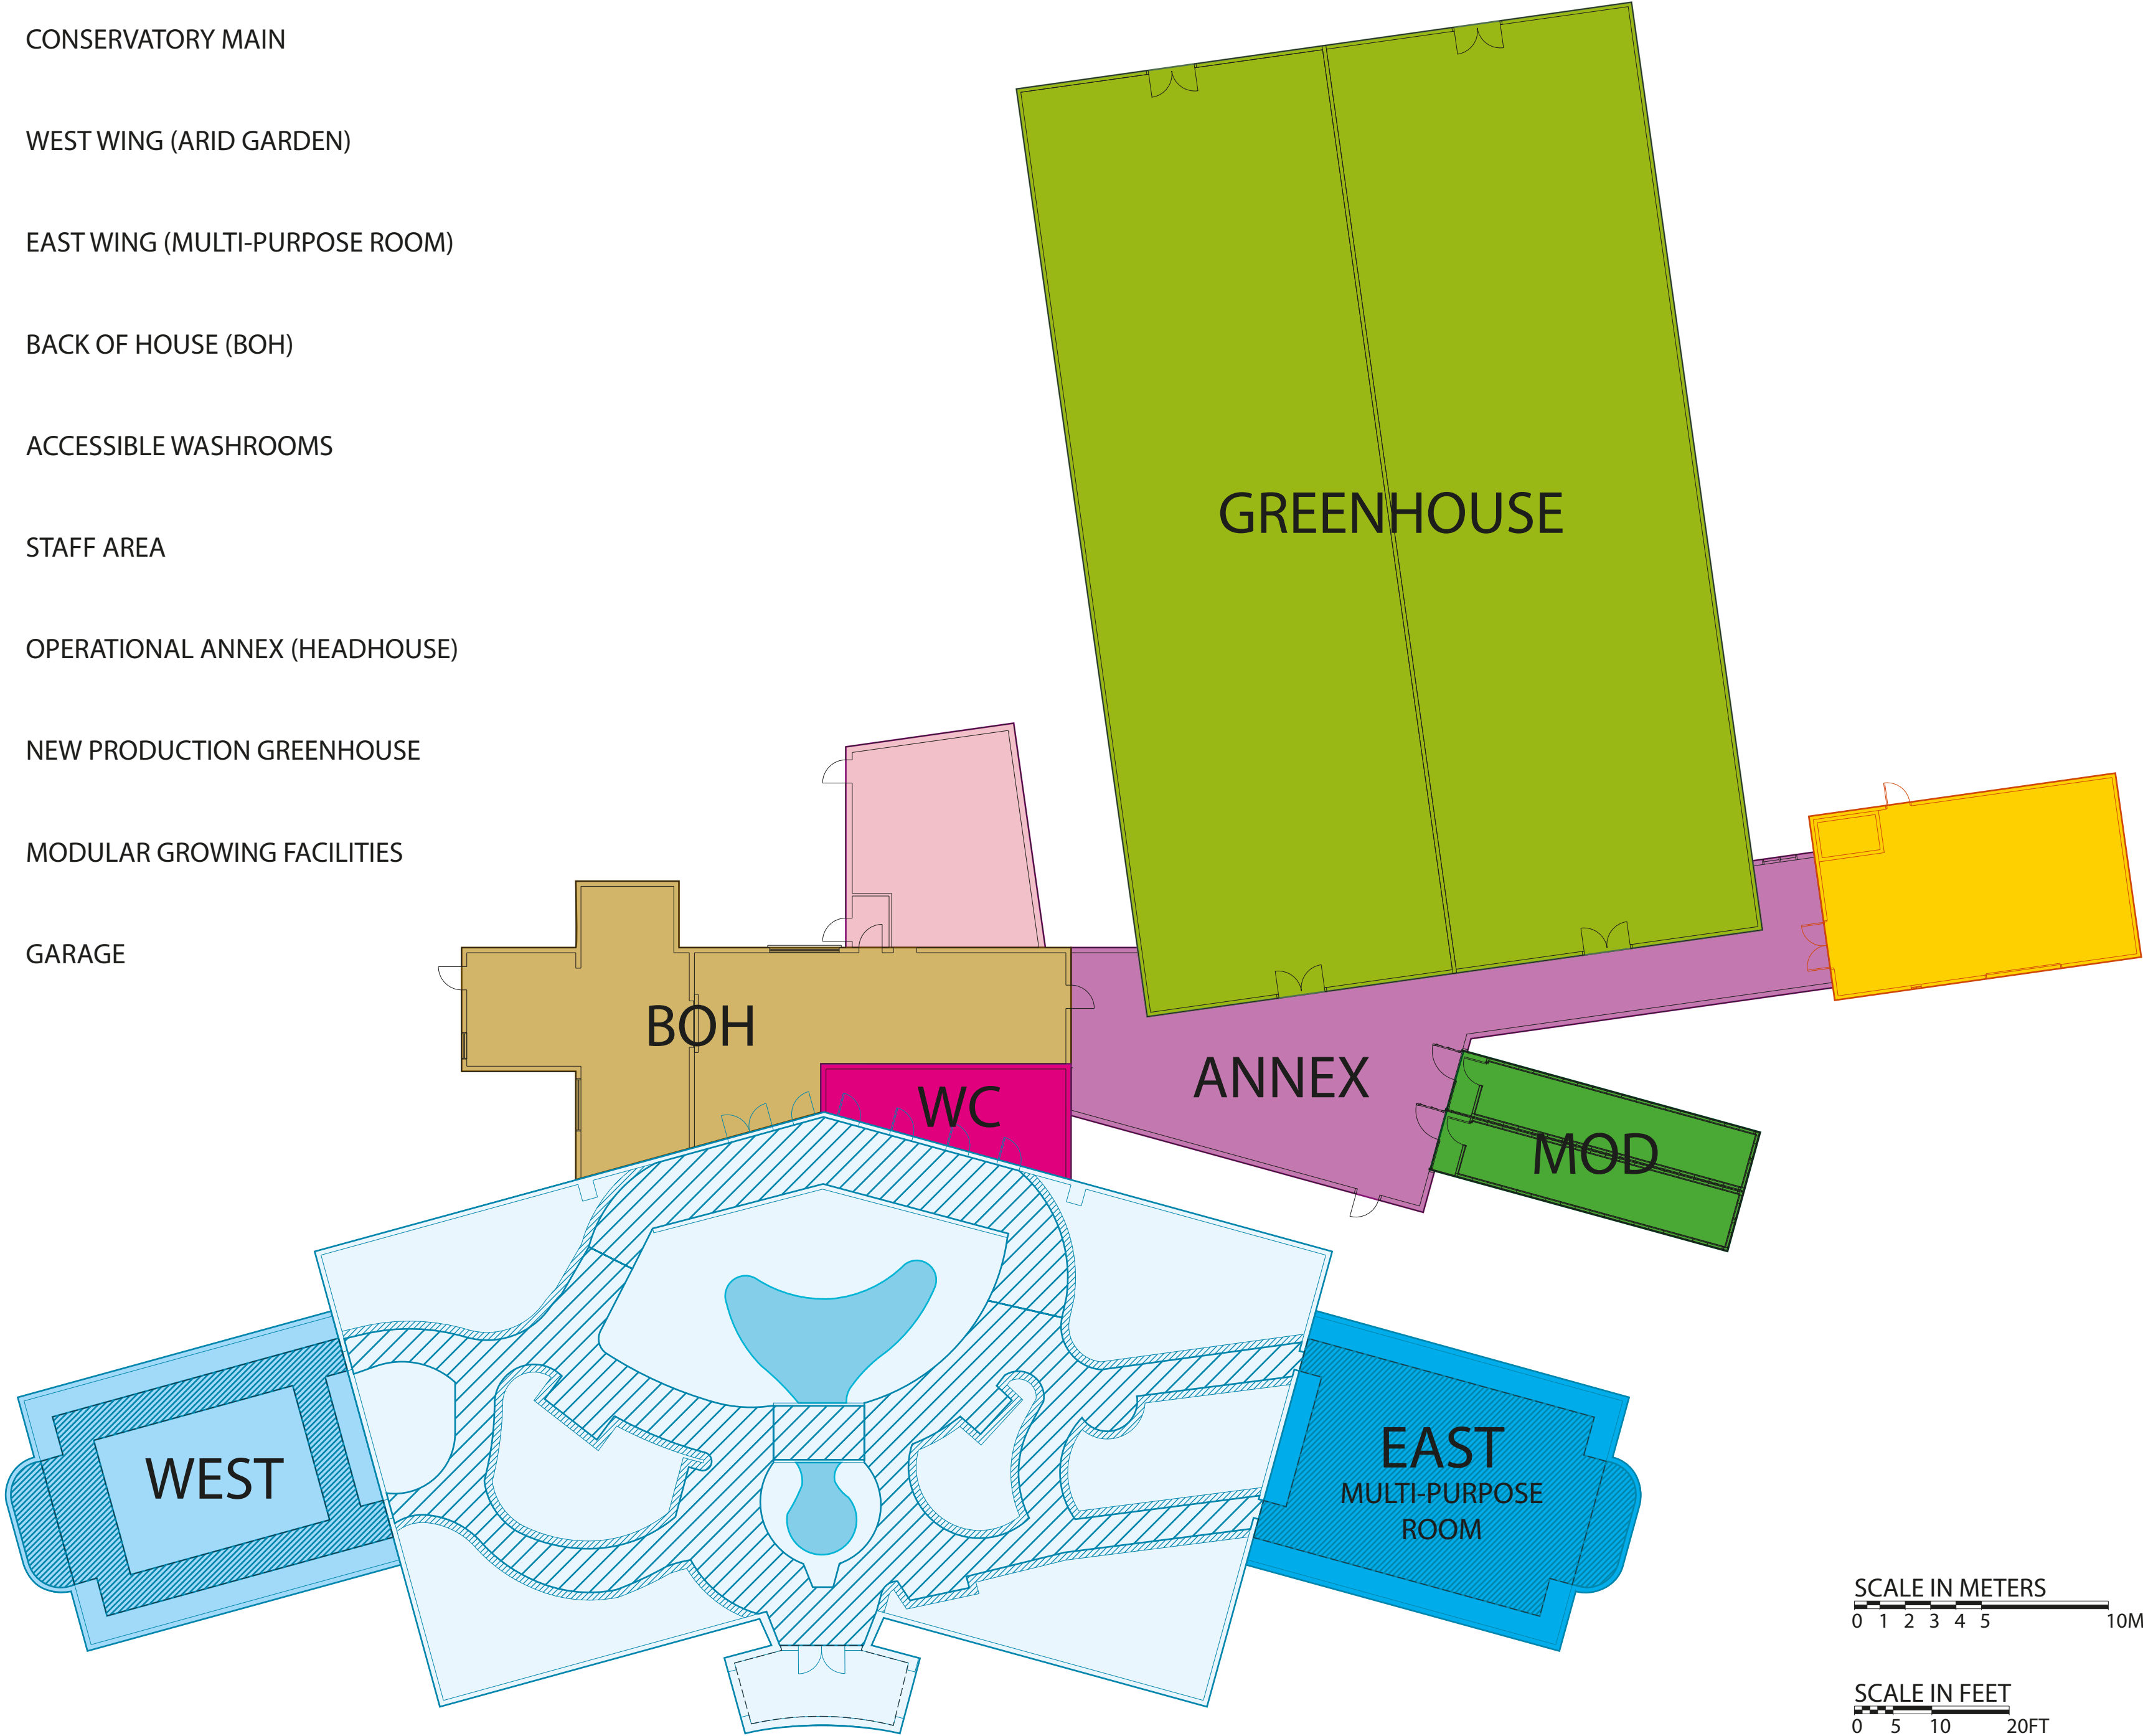 CONSERVATORY MAIN
WEST WING (ARID GARDEN)
EAST WING (MULTI-PURPOSE ROOM)
BACK OF HOUSE (BOH)
ACCESSIBLE WASHROOMS
STAFF AREA
OPERATIONAL ANNEX (HEADHOUSE)
NEW PRODUCTION GREENHOUSE
MODULAR GROWING FACILITIES
GARAGE
GREENHOUSE
BOH
WC
ANNEX
MOD
WEST
EAST
MULTI-PURPOSE
ROOM
SCALE IN METERS
0 1 2 3 4 5 10M
SCALE IN FEET
0 5 10 20FT